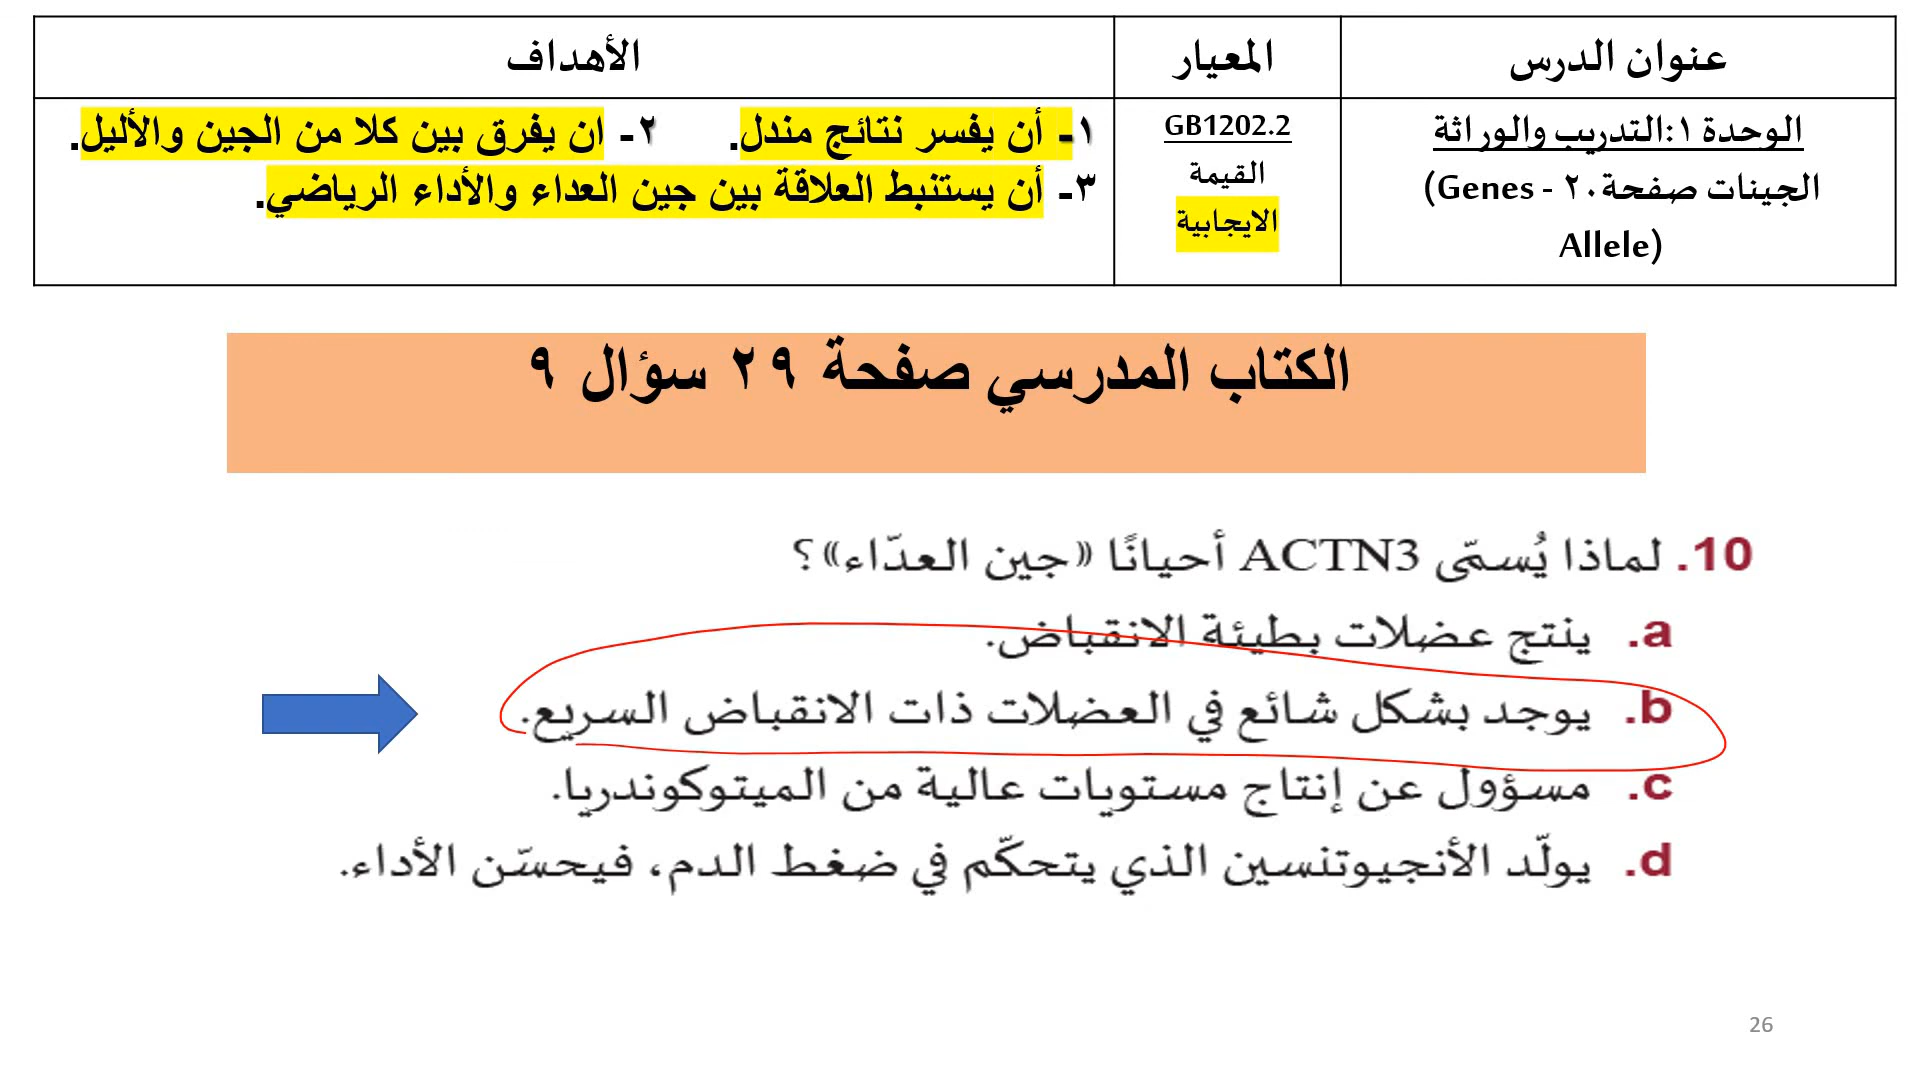 عنوان الدرس
المعيار
الأهداف
الوحدة ١:التدريب والوراثة
الجينات صفحة٢٠ - Genes)
Allele)
GB1202.2
القيمة
الايجابية
١- أن يفسر نتائج مندل. ٢- ان يفرق بين كلا من الجين والأليل.
٣- أن يستنبط العلاقة بين جين العداء والأداء الرياضي.
الكتاب المدرسي صفحة ٢٩ سؤال ٩
10. لماذا يُسمّى ACTN3 أحيانًا «جين العدّاء»؟
a. ينتج عضلات بطيئة الانقباض.
b. يوجد بشكل شائع في العضلات ذات الانقباض السريع.
c. مسؤول عن إنتاج مستويات عالية من الميتوكوندريا.
d. يولّد الأنجيوتنسين الذي يتحكّم في ضغط الدم، فيحسّن الأداء.
26